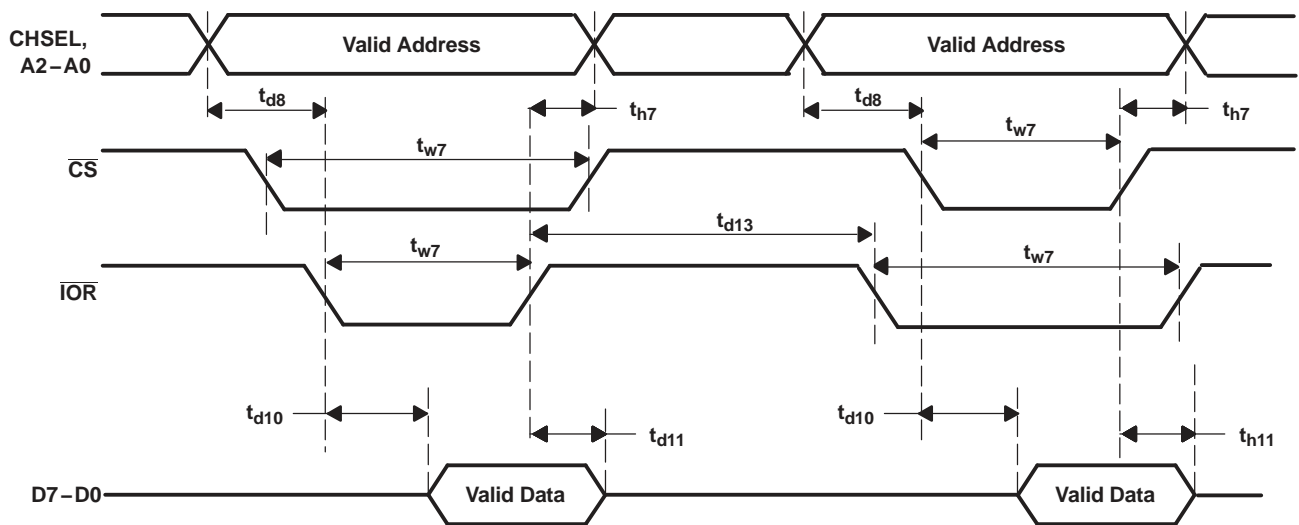 CHSEL,
A2–A0
Valid Address
Valid Address
td8
th7
td8
th7
CS
tw7
tw7
td13
IOR
tw7
tw7
td10
td11
td10
th11
D7–D0
Valid Data
Valid Data